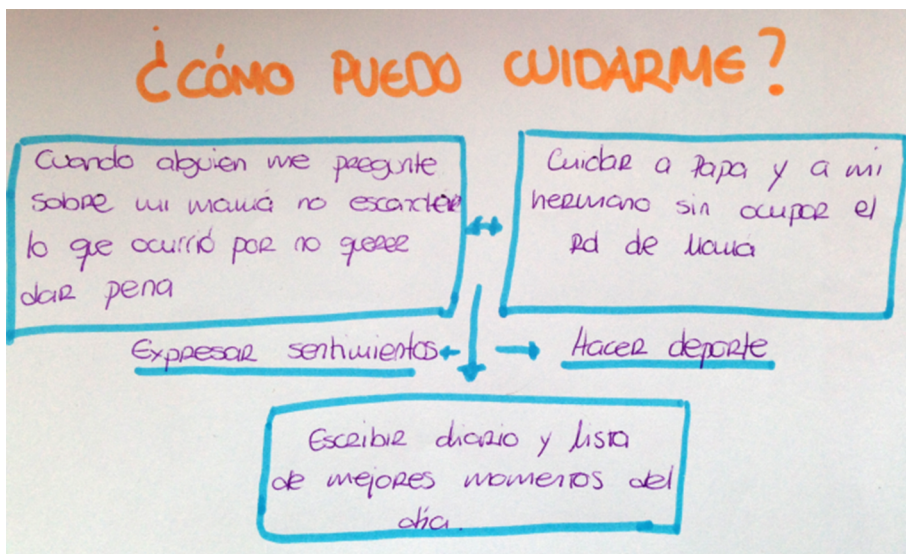 ¿CÓMO PUEDO CUIDARME?
Cuando alguien me pregunte
sobre mi mamá no esconder
lo que ocurrió por no querer
dar pena
Cuidar a Papa y a mi
hermano sin ocupar el
Rol de Mamá
Expresar sentimientos
Hacer deporte
Escribir diario y lista
de mejores momentos del
día.